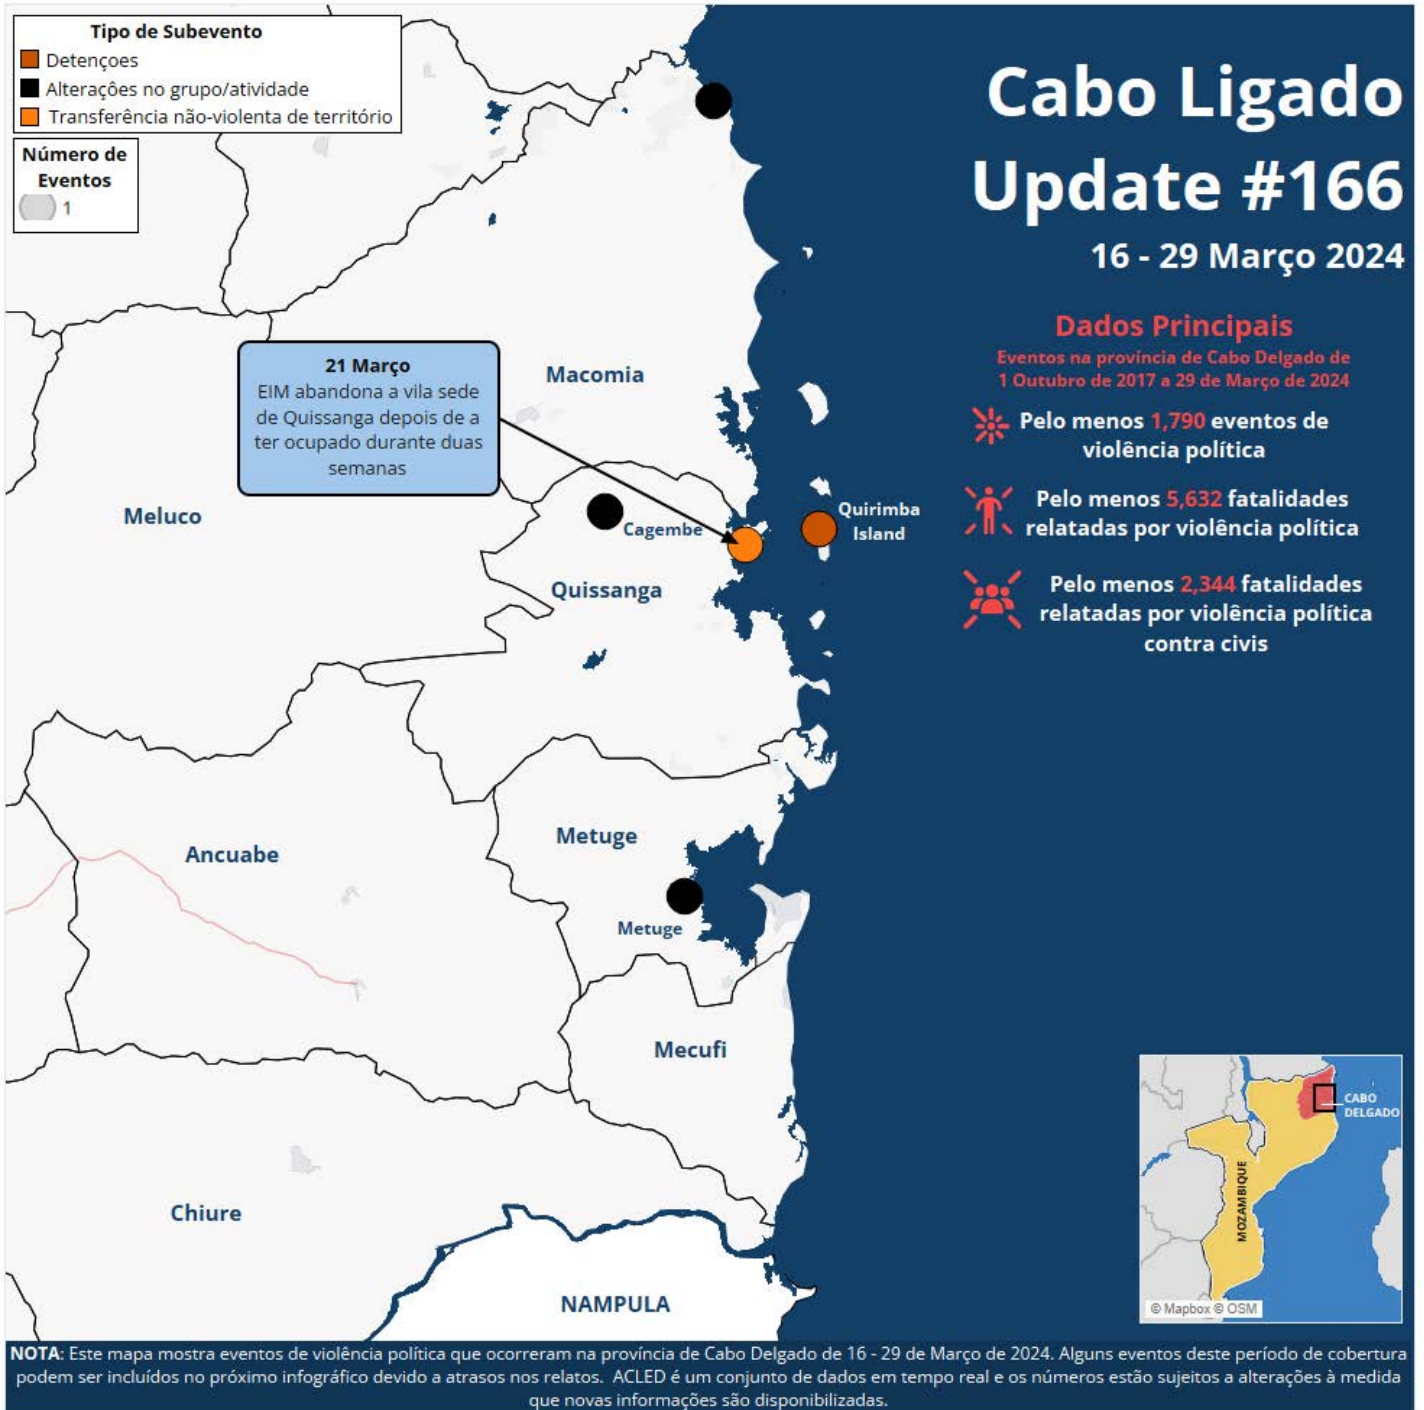 Tipo de Subevento
Detençoes
Alteraçôes no grupo/atividade
Transferência não-violenta de território
Número de
Eventos
1
Cabo Ligado
Update #166
16 - 29 Março 2024
Dados Principais
Eventos na província de Cabo Delgado de
1 Outubro de 2017 a 29 de Março de 2024
Pelo menos 1,790 eventos de
violência política
Pelo menos 5,632 fatalidades
relatadas por violência política
Pelo menos 2,344 fatalidades
relatadas por violência política
contra civis
21 Março
EIM abandona a vila sede
de Quissanga depois de a
ter ocupado durante duas
semanas
Macomia
Meluco
Cagembe
Quirimba
Island
Quissanga
Metuge
Ancuabe
Metuge
Mecufi
Chiure
NAMPULA
CABO
DELGADO
MOZAMBIQUE
© Mapbox © OSM
NOTA: Este mapa mostra eventos de violência política que ocorreram na província de Cabo Delgado de 16 - 29 de Março de 2024. Alguns eventos deste período de cobertura
podem ser incluídos no próximo infográfico devido a atrasos nos relatos. ACLED é um conjunto de dados em tempo real e os números estão sujeitos a alterações à medida
que novas informações são disponibilizadas.